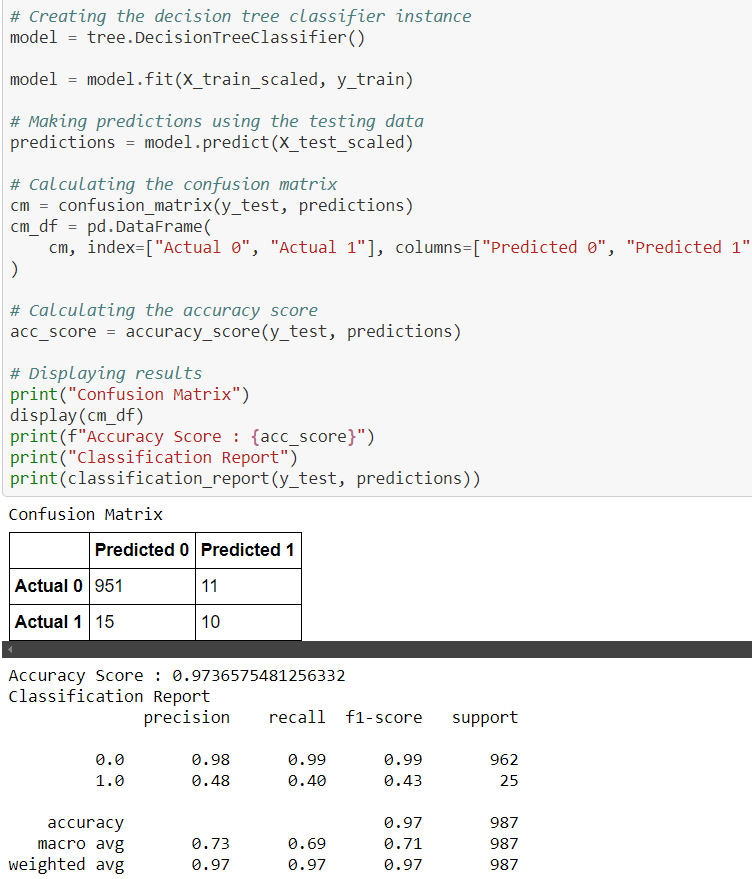 # Creating the decision tree classifier instance
model = tree.DecisionTreeClassifier()
model = model.fit(X_train_scaled, y_train)
# Making predictions using the testing data
predictions = model.predict(X_test_scaled)
# Calculating the confusion matrix
cm = confusion_matrix(y_test, predictions)
cm_df = pd.DataFrame(
cm, index=["Actual 0", "Actual 1"], columns=["Predicted 0", "Predicted 1"
)
# Calculating the accuracy score
acc_score = accuracy_score(y_test, predictions)
# Displaying results
print("Confusion Matrix")
display(cm_df)
print(f"Accuracy Score : {acc_score}")
print("Classification Report")
print(classification_report(y_test, predictions))
Confusion Matrix
Predicted 0 Predicted 1
Actual 0 951 11
Actual 1 15 10
Accuracy Score : 0.9736575481256332
Classification Report
precision recall f1-score support
0.0 0.98 0.99 0.99 962
1.0 0.48 0.40 0.43 25
accuracy 0.97 987
macro avg 0.73 0.69 0.71 987
weighted avg 0.97 0.97 0.97 987